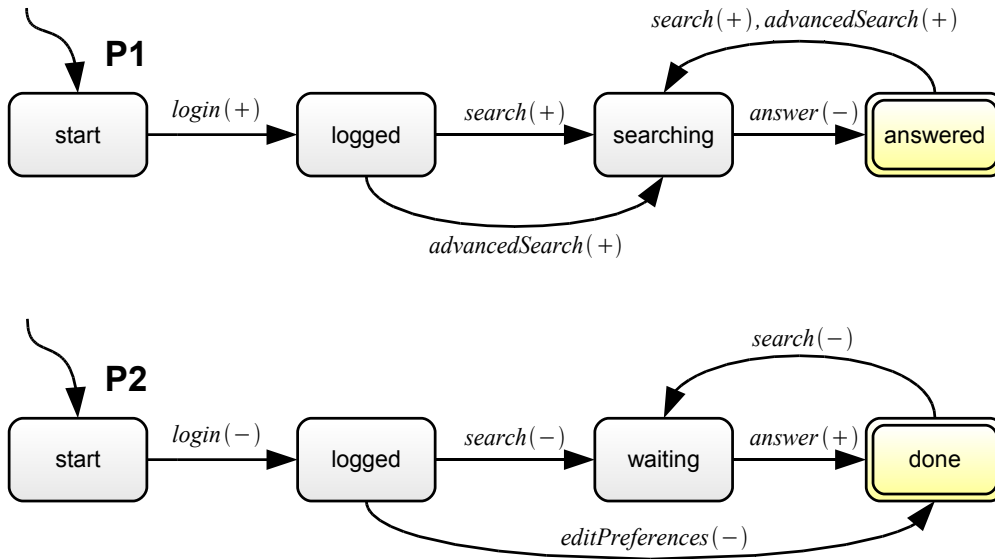 search(+), advancedSearch(+)
P1
login(+)
search(+)
answer(−)
start
logged
searching
answered
advancedSearch(+)
search(−)
P2
login(−)
search(−)
answer(+)
start
logged
waiting
done
editPreferences(−)